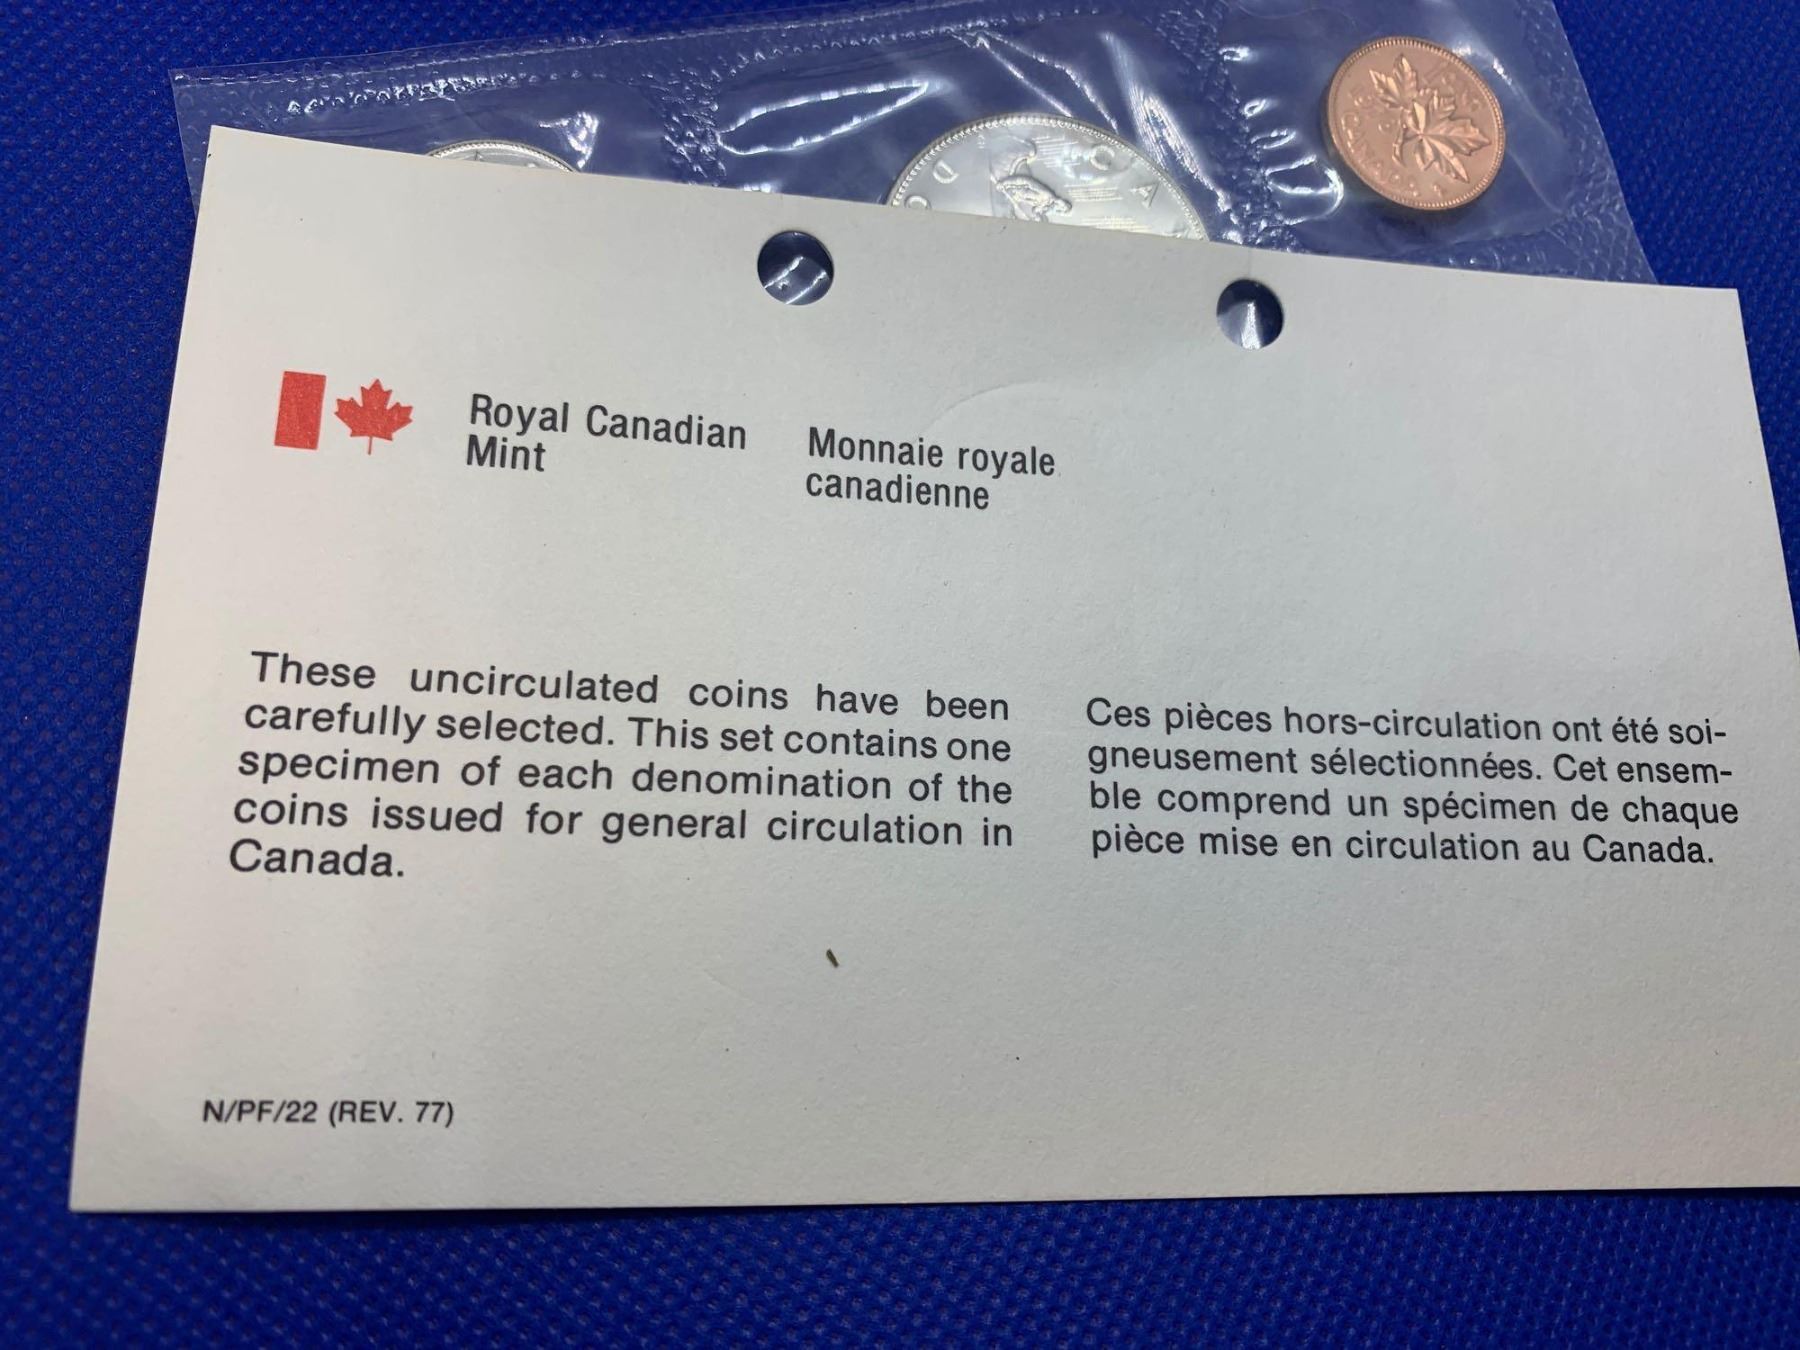 CANADA
Royal Canadian
Mint
Monnaie royale
canadienne
These uncirculated coins have been
carefully selected. This set contains one
specimen of each denomination of the
coins issued for general circulation in
Canada.
Ces pièces hors-circulation ont été soi-
gneusement sélectionnées. Cet ensem-
ble comprend un spécimen de chaque
pièce mise en circulation au Canada.
N/PF/22 (REV. 77)